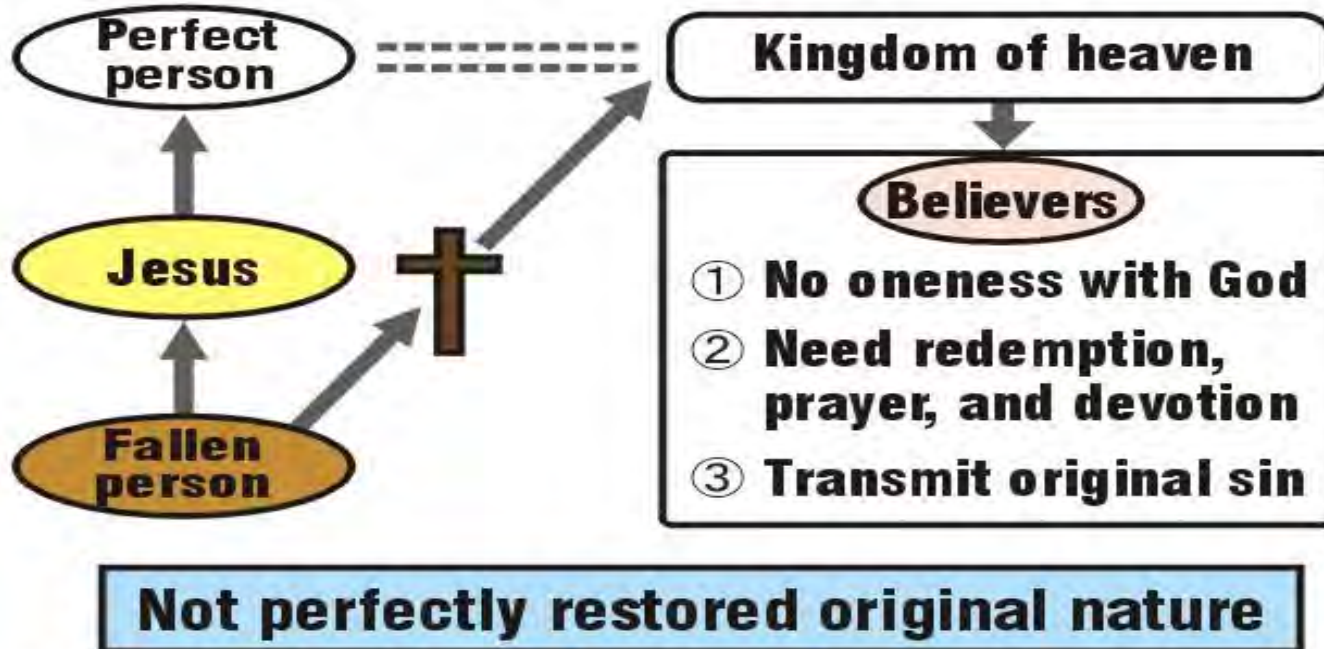 Perfect
person
Kingdom of heaven
Believers
Jesus
① No oneness with God
② Need redemption,
prayer, and devotion
Fallen
person
③ Transmit original sin
Not perfectly restored original nature